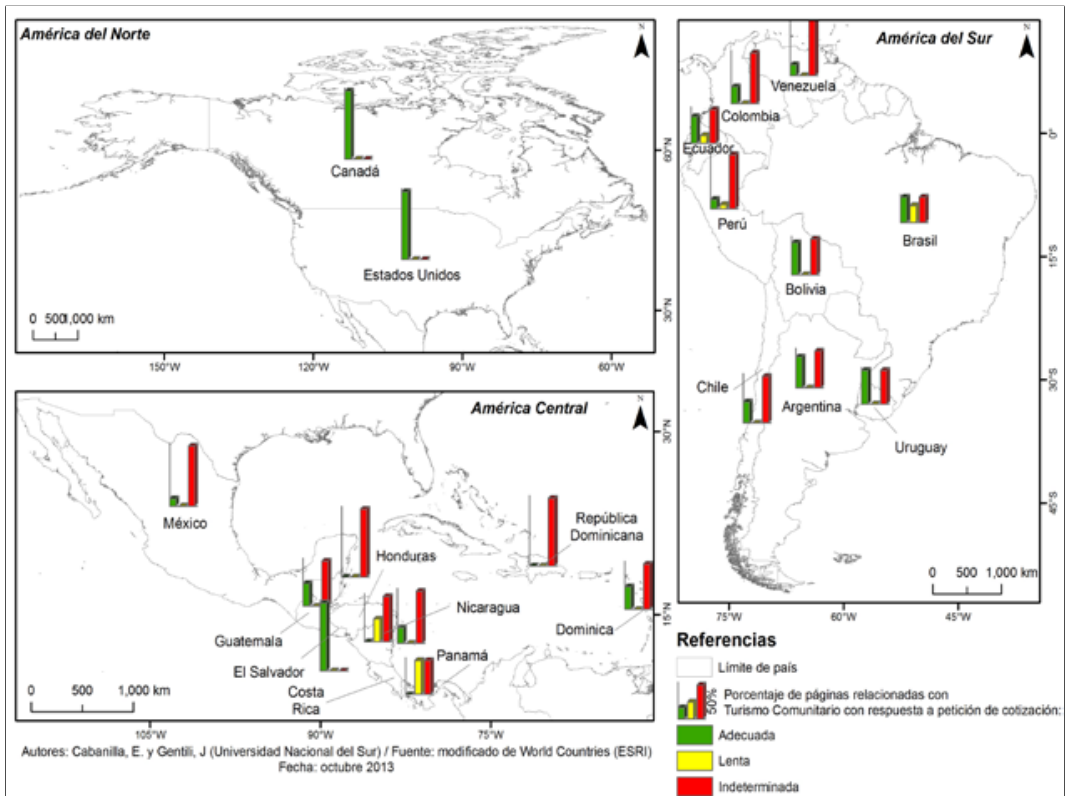 América del Norte
N
Canadá
Estados Unidos
0 500 1,000 km
60°N
30°N
150°W
120°W
90°W
60°W
América del Sur
N
Venezuela
Colombia
Ecuador
Perú
Brasil
Bolivia
Chile
Argentina
Uruguay
0 500 1,000 km
0°
15°S
30°S
45°S
75°W
60°W
45°W
América Central
N
México
República
Dominicana
Honduras
Nicaragua
Guatemala
El Salvador
Panamá
Costa
Rica
Dominica
0 500 1,000 km
30°N
15°N
105°W
90°W
75°W
Referencias
Límite de país
50%
Porcentaje de páginas relacionadas con
Turismo Comunitario con respuesta a petición de cotización:
Adecuada
Lenta
Indeterminada
Autores: Cabanilla, E. y Gentili, J (Universidad Nacional del Sur) / Fuente: modificado de World Countries (ESRI)
Fecha: octubre 2013